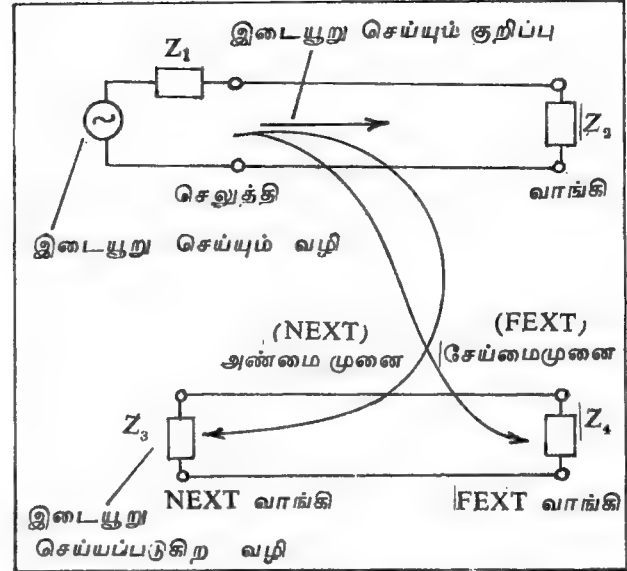 இடையூறு செய்யும் குறிப்பு
Z₁
Z₂
செலுத்தி
வாங்கி
இடையூறு செய்யும் வழி
(NEXT)
அண்மை முனை
(FEXT)
சேய்மைமுனை
Z₃
Z₄
NEXT வாங்கி
FEXT வாங்கி
இடையூறு
செய்யப்படுகிற வழி